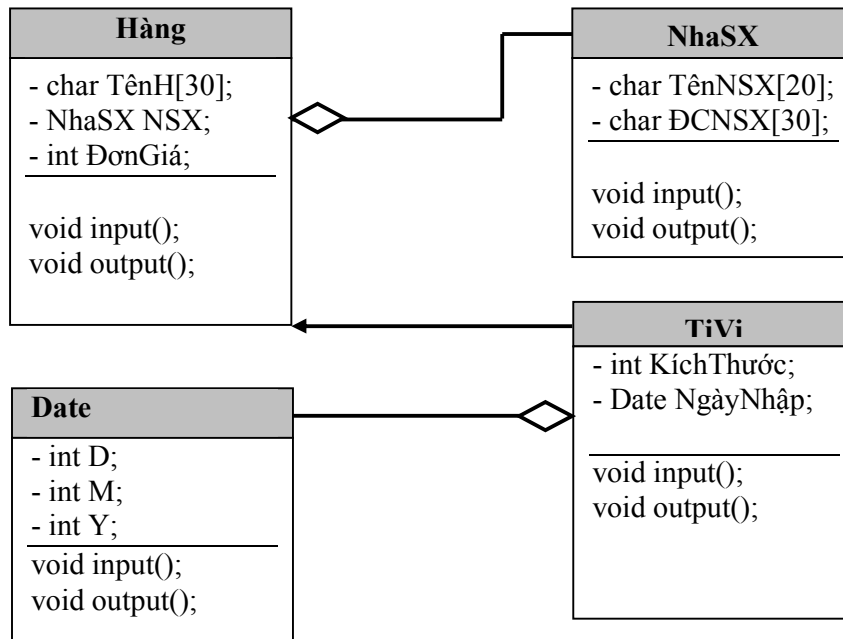 Hàng
- char TênH[30];
- NhaSX NSX;
- int ĐơnGiá;
void input();
void output();
NhaSX
- char TênNSX[20];
- char ĐCNSX[30];
void input();
void output();
TiVi
- int KíchThước;
- Date NgàyNhập;
void input();
void output();
Date
- int D;
- int M;
- int Y;
void input();
void output();